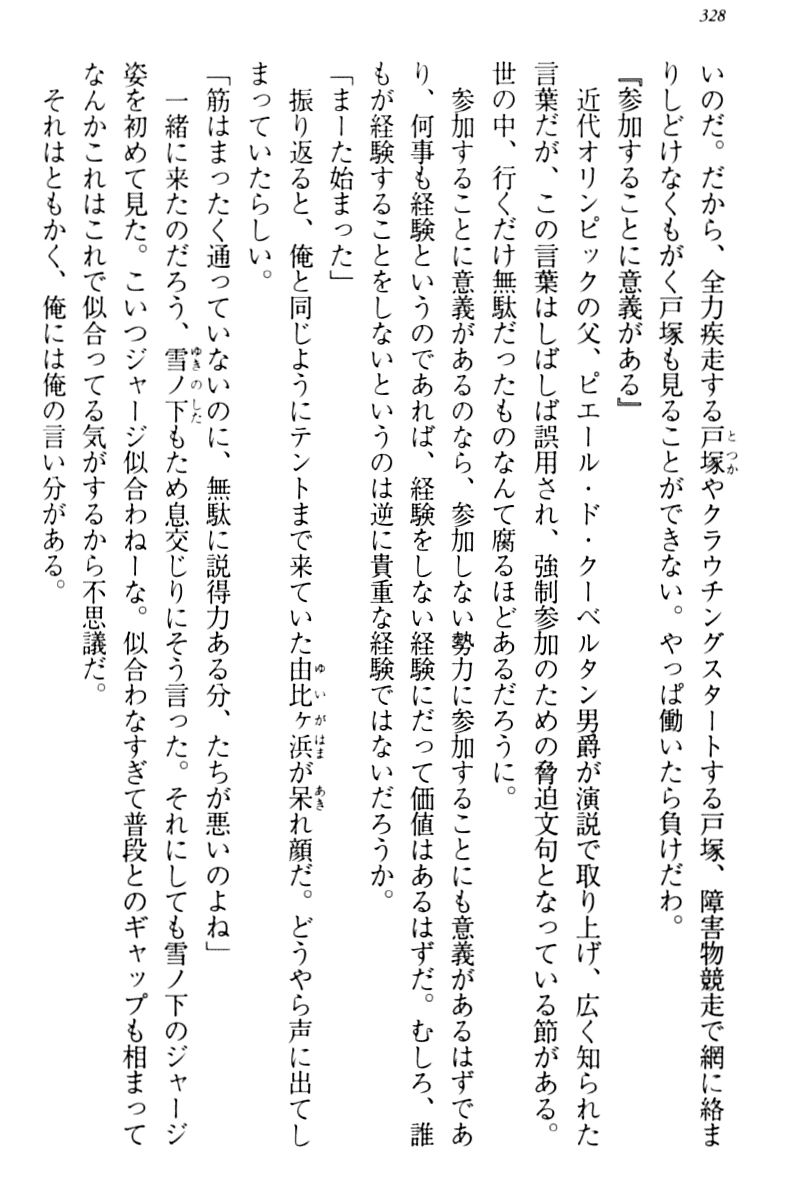 328
いのだ。だから、全力疾走する戸塚やクラウチングスタートする戸塚、障害物競走で網に絡ま
りしどけなくもがく戸塚も見ることができない。やっぱ働いたら負けだわ。
『参加することに意義がある』
　近代オリンピックの父、ピエール・ド・クーベルタン男爵が演説で取り上げ、広く知られた
言葉だが、この言葉はしばしば誤用され、強制参加のための脅迫文句となっている節がある。
世の中、行くだけ無駄だったものなんて腐るほどあるだろうに。
　参加することに意義があるのなら、参加しない勢力に参加することにも意義があるはずであ
り、何事も経験というのであれば、経験をしない経験にだって価値はあるはずだ。むしろ、誰
もが経験することをしないというのは逆に貴重な経験ではないだろうか。
「まーた始まった」
　振り返ると、俺と同じようにテントまで来ていた由比ヶ浜が呆れ顔だ。どうやら声に出てし
まっていたらしい。
「筋はまったく通っていないのに、無駄に説得力ある分、たちが悪いのよね」
　一緒に来たのだろう、雪ノ下もため息交じりにそう言った。それにしても雪ノ下のジャージ
姿を初めて見た。こいつジャージ似合わねーな。似合わなすぎて普段とのギャップも相まって
なんかこれはこれで似合ってる気がするから不思議だ。
　それはともかく、俺には俺の言い分がある。